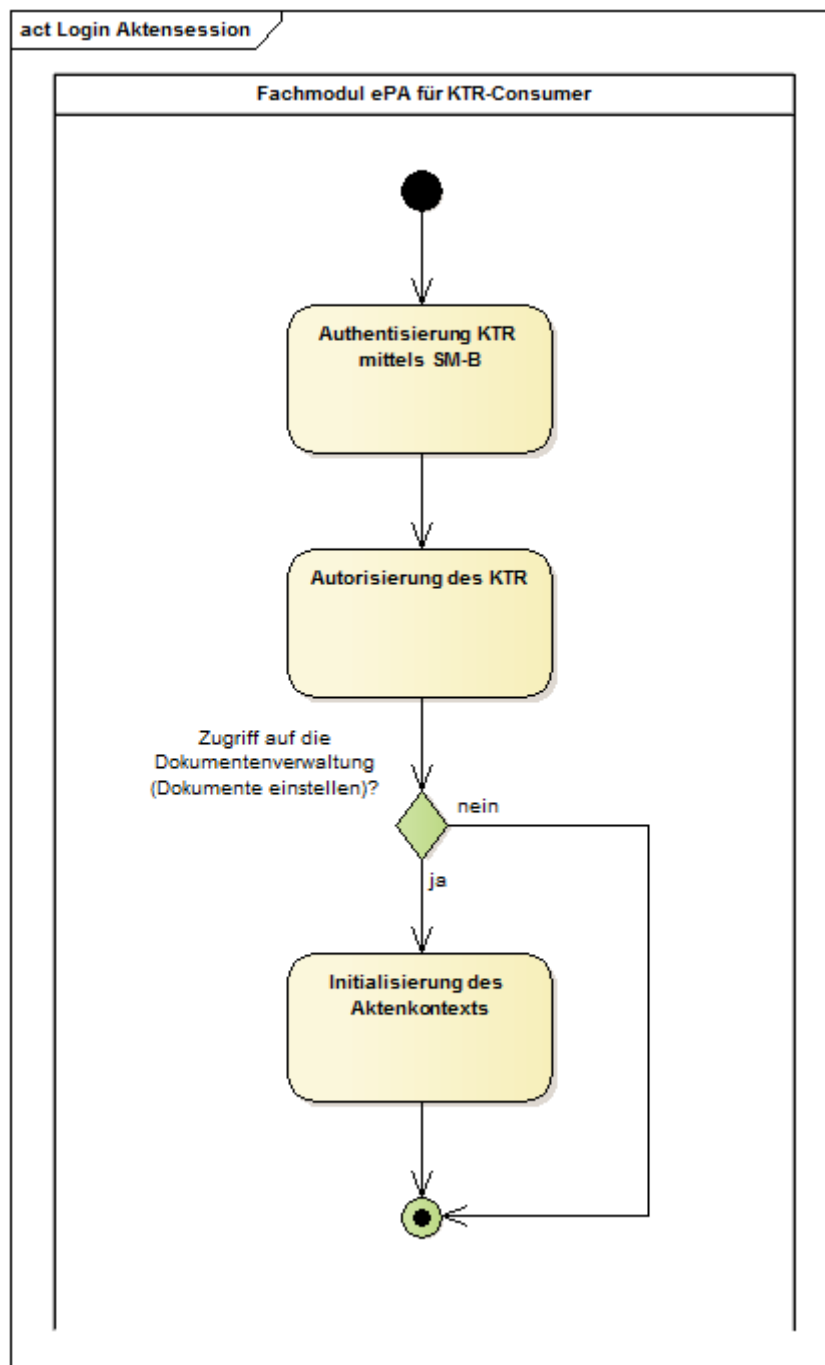 act Login Aktensession
Fachmodul ePA für KTR-Consumer
Authentisierung KTR
mittels SM-B
Autorisierung des KTR
Zugriff auf die
Dokumentenverwaltung
(Dokumente einstellen)?
nein
ja
Initialisierung des
Aktenkontexts